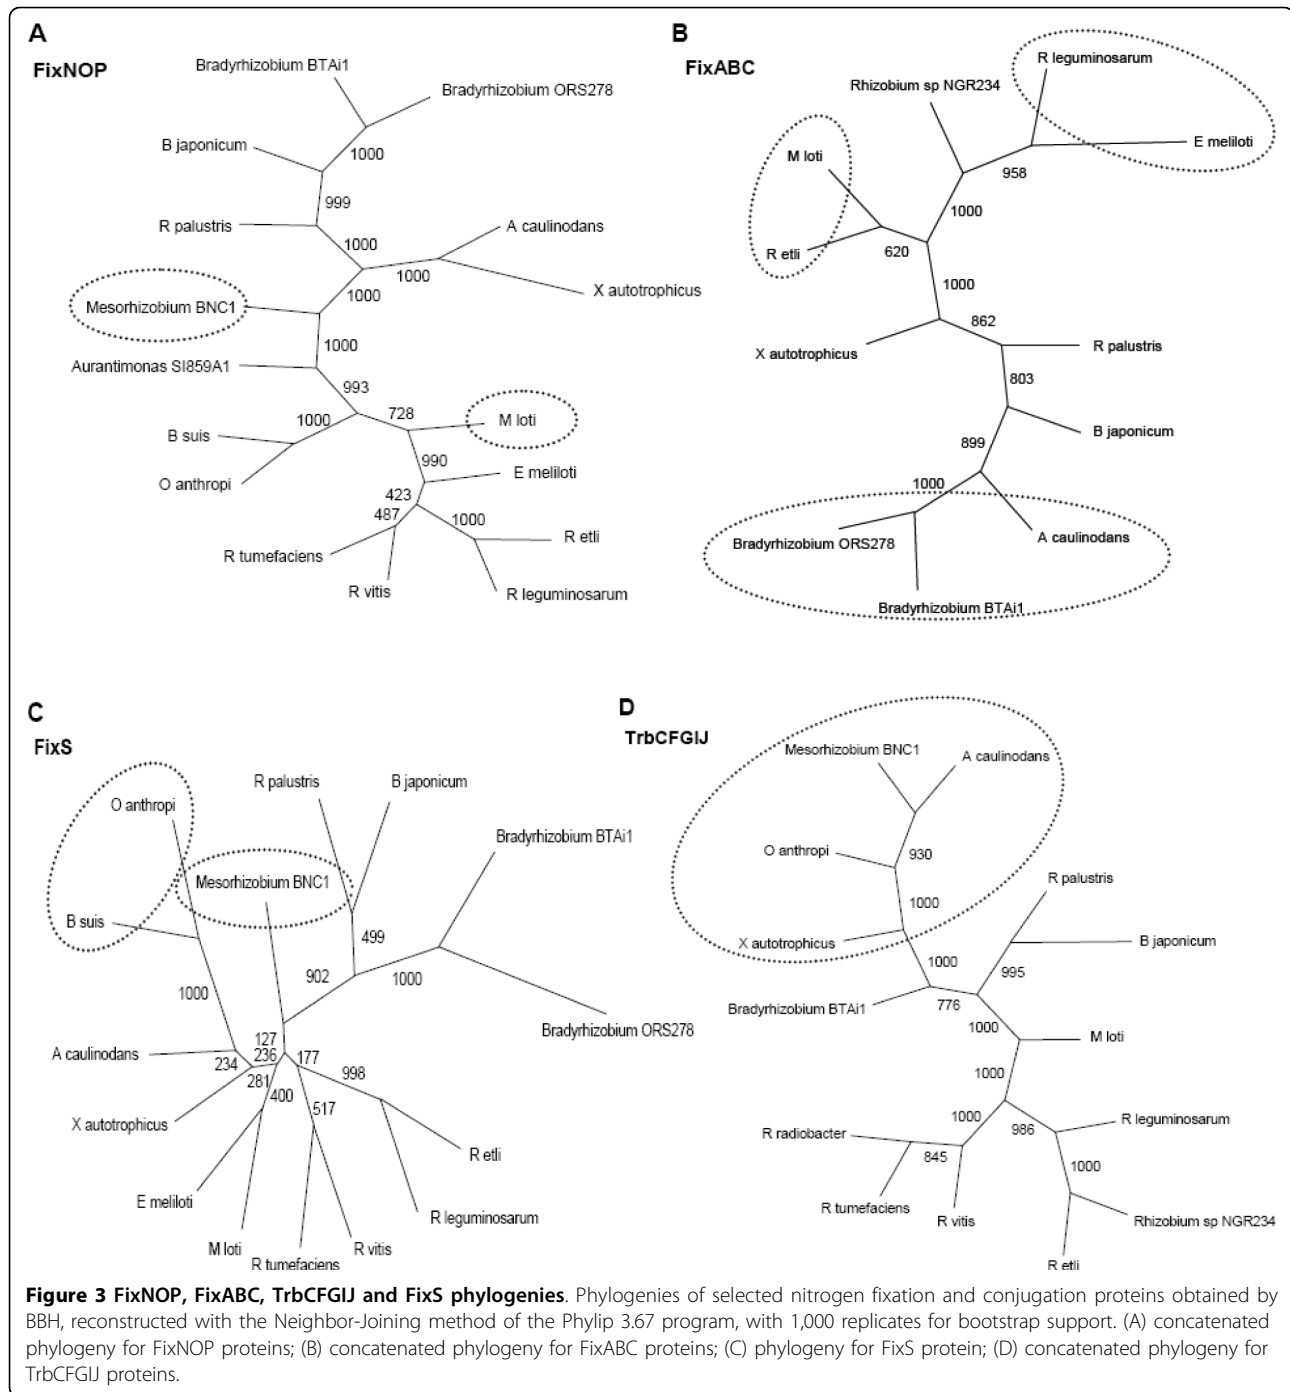 A
FixNOP
Bradyrhizobium BTAi1
Bradyrhizobium ORS278
B japonicum
1000
999
R palustris
1000
A caulinodans
1000
X autotrophicus
1000
Mesorhizobium BNC1
1000
Aurantimonas SI859A1
993
1000
728
M loti
B suis
O anthropi
990
E meliloti
423
487
1000
R etli
R tumefaciens
R vitis
R leguminosarum
B
FixABC
R leguminosarum
Rhizobium sp NGR234
E meliloti
958
M loti
1000
R etli
620
1000
862
X autotrophicus
R palustris
803
B japonicum
899
1000
Bradyrhizobium ORS278
A caulinodans
Bradyrhizobium BTAi1
C
FixS
O anthropi
R palustris
B japonicum
Bradyrhizobium BTAi1
Mesorhizobium BNC1
B suis
499
902
1000
1000
Bradyrhizobium ORS278
A caulinodans
127
236
177
234
281
400
998
517
X autotrophicus
R etli
E meliloti
R leguminosarum
M loti
R tumefaciens
R vitis
D
TrbCFGIJ
Mesorhizobium BNC1
A caulinodans
O anthropi
930
R palustris
1000
X autotrophicus
B japonicum
1000
995
Bradyrhizobium BTAi1
776
1000
M loti
1000
1000
986
R leguminosarum
R radiobacter
845
1000
R tumefaciens
R vitis
Rhizobium sp NGR234
R etli
Figure 3 FixNOP, FixABC, TrbCFGIJ and FixS phylogenies. Phylogenies of selected nitrogen fixation and conjugation proteins obtained by
BBH, reconstructed with the Neighbor-Joining method of the Phylip 3.67 program, with 1,000 replicates for bootstrap support. (A) concatenated
phylogeny for FixNOP proteins; (B) concatenated phylogeny for FixABC proteins; (C) phylogeny for FixS protein; (D) concatenated phylogeny for
TrbCFGIJ proteins.